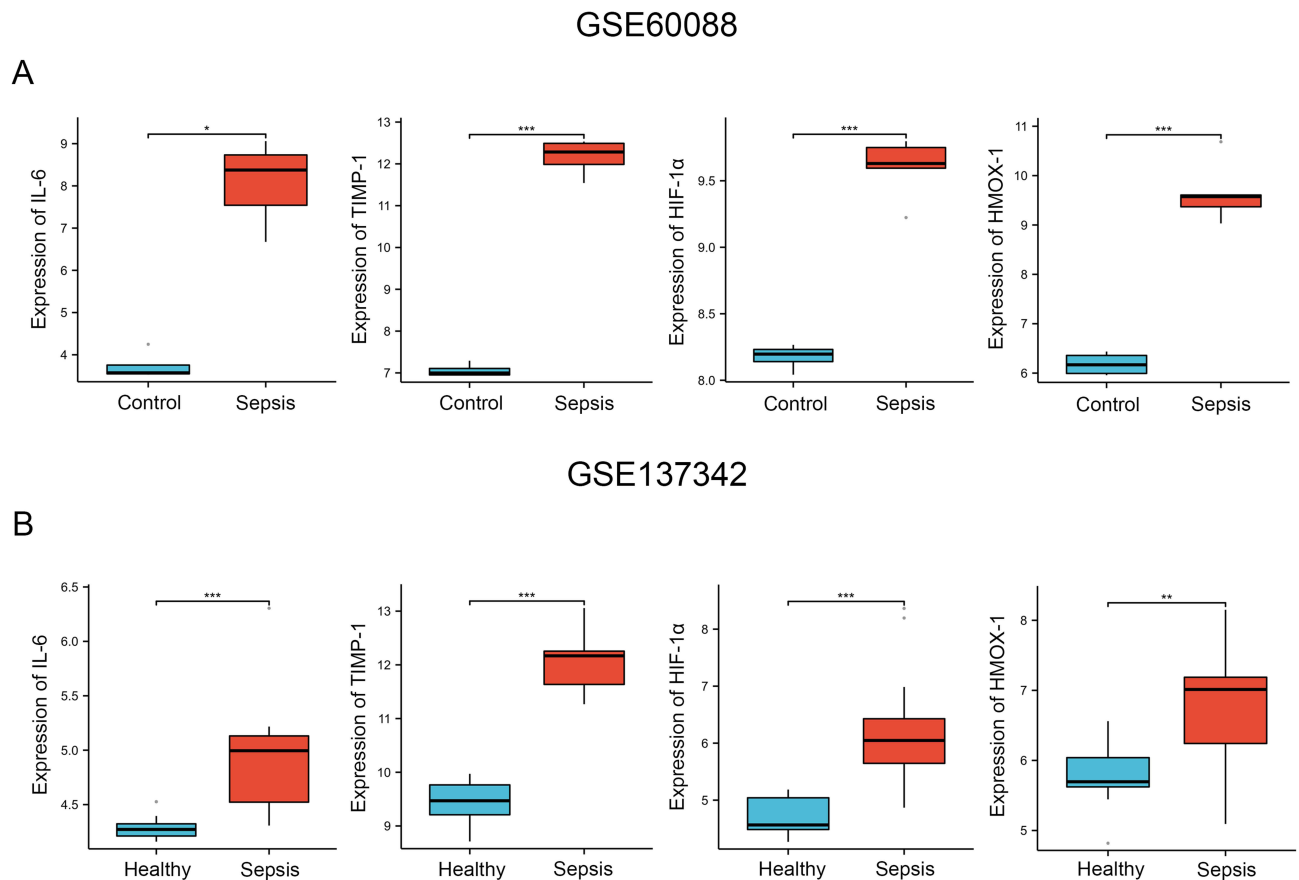 GSE60088
A
Expression of IL-6
9
8
7
6
5
4
*
Control Sepsis
Expression of TIMP-1
13
12
11
10
9
8
7
***
Control Sepsis
Expression of HIF-1α
9.5
9.0
8.5
8.0
***
Control Sepsis
Expression of HMOX-1
11
10
9
8
7
6
***
Control Sepsis
GSE137342
B
Expression of IL-6
6.5
6.0
5.5
5.0
4.5
***
Healthy Sepsis
Expression of TIMP-1
13
12
11
10
9
***
Healthy Sepsis
Expression of HIF-1α
8
7
6
5
***
Healthy Sepsis
Expression of HMOX-1
8
7
6
5
**
Healthy Sepsis